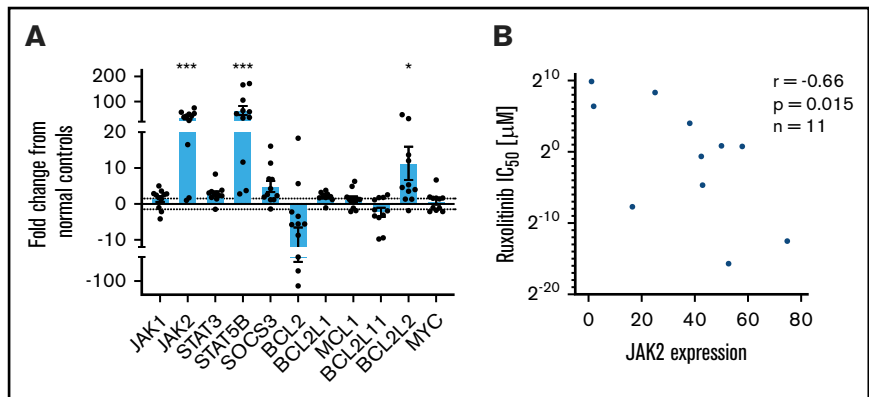 A
Fold change from
normal controls
200
100
20
10
0
-10
-100
*** *** *
JAK1 JAK2 STAT3 STAT5B SOCS3 BCL2 BCL2L1 MCL1 BCL2L11 BCL2L2 MYC
B
Ruxolitinib IC50 [µM]
2^10
2^0
2^-10
2^-20
r = -0.66
p = 0.015
n = 11
0 20 40 60 80
JAK2 expression